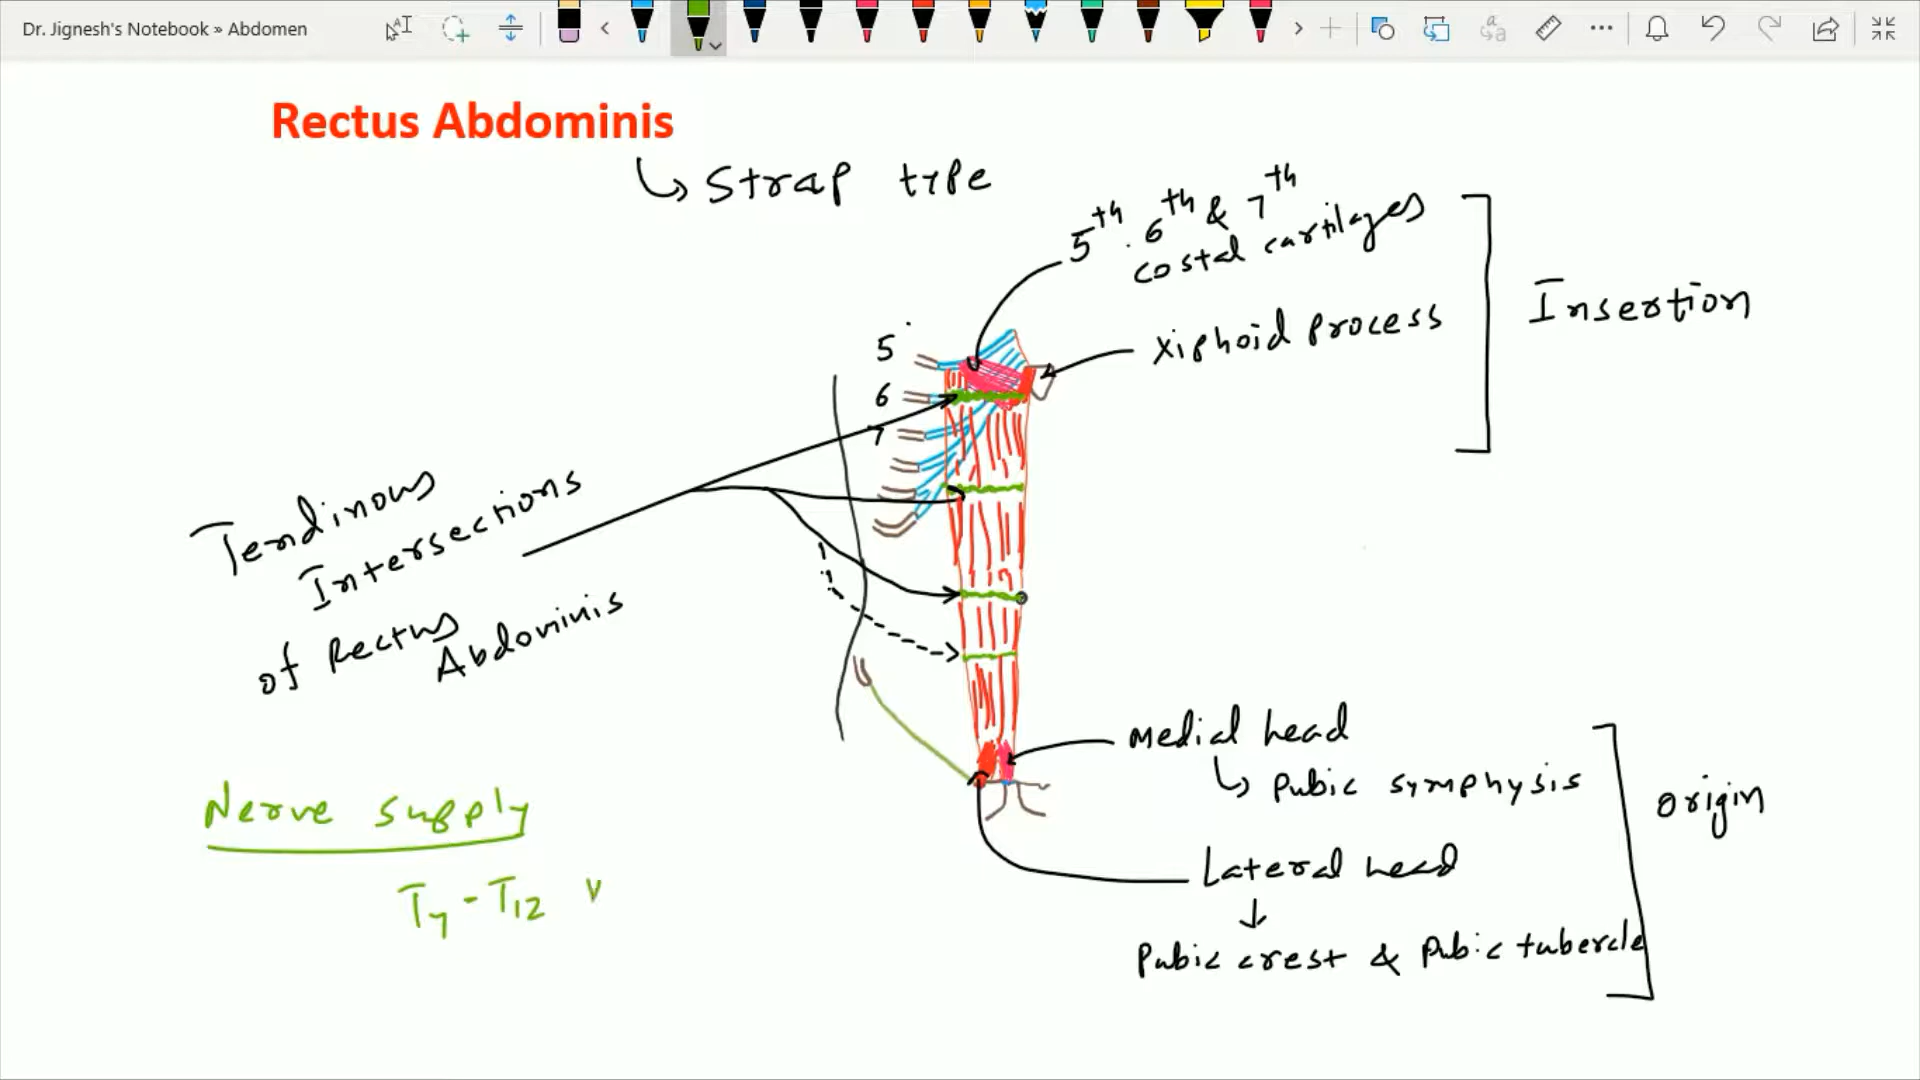 Dr. Jignesh's Notebook » Abdomen
Rectus Abdominis
↳ Strap type
5th. 6th & 7th
costal cartilages
Xiphoid process
Insertion
5
6
7
Tendinous
Intersections
of Rectus
Abdominis
Medial head
↳ Pubic symphysis
Origin
Lateral head
↓
Pubic crest & Pubic tubercle
Nerve supply
T7 - T12 V